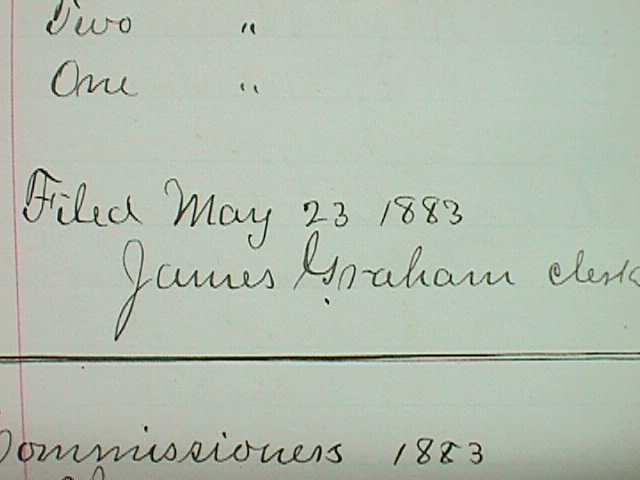 Two "
One "
Filed May 23 1883
James Graham clerk
Commissioners 1883